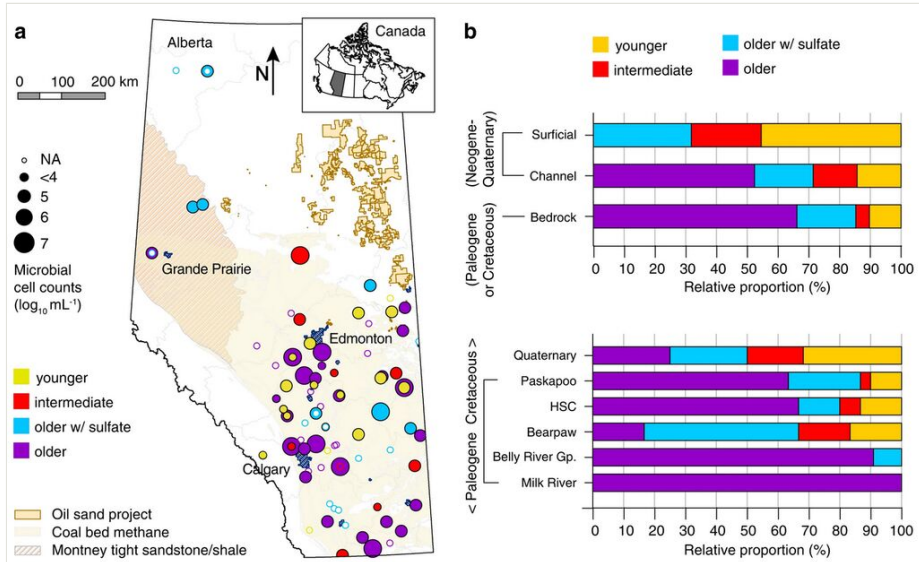 a
Alberta
Canada
N
0 100 200 km
NA
<4
5
6
7
Microbial
cell counts
(log10 mL-1)
Grande Prairie
Edmonton
Calgary
younger
intermediate
older w/ sulfate
older
Oil sand project
Coal bed methane
Montney tight sandstone/shale
b
younger
older w/ sulfate
intermediate
older
(Neogene-
Quaternary)
(Paleogene
or Cretaceous)
Surficial
Channel
Bedrock
0 10 20 30 40 50 60 70 80 90 100
Relative proportion (%)
< Paleogene Cretaceous >
Quaternary
Paskapoo
HSC
Bearpaw
Belly River Gp.
Milk River
0 10 20 30 40 50 60 70 80 90 100
Relative proportion (%)